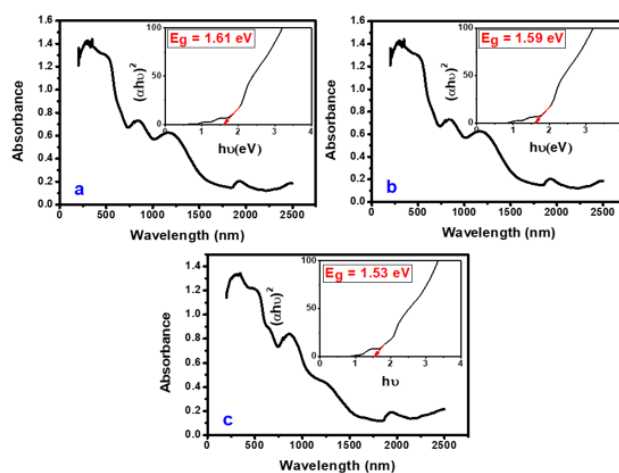 Eg = 1.61 eV
(αhυ)²
100
50
0
0 1 2 3 4
hυ(eV)
Absorbance
1.6
1.4
1.2
1.0
0.8
0.6
0.4
0.2
0.0
a
0 500 1000 1500 2000 2500
Wavelength (nm)
Eg = 1.59 eV
(αhυ)²
100
50
0
0 1 2 3
hυ(eV)
Absorbance
1.6
1.4
1.2
1.0
0.8
0.6
0.4
0.2
0.0
b
0 500 1000 1500 2000 2500
Wavelength (nm)
Eg = 1.53 eV
(αhυ)²
100
50
0
0 1 2 3 4
hυ
Absorbance
1.4
1.2
1.0
0.8
0.6
0.4
0.2
0.0
c
0 500 1000 1500 2000 2500
Wavelength (nm)